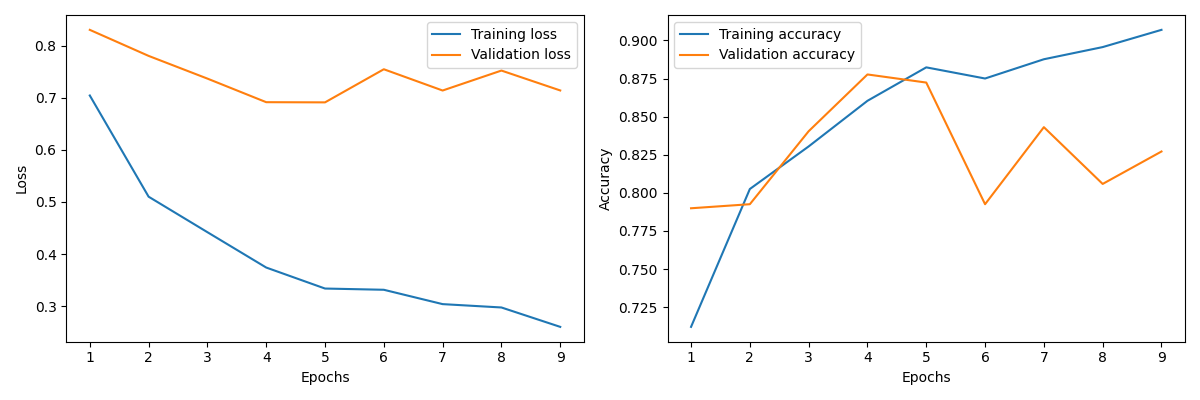 Training loss
Validation loss
0.8
0.7
0.6
0.5
0.4
0.3
Loss
1 2 3 4 5 6 7 8 9
Epochs
Training accuracy
Validation accuracy
0.900
0.875
0.850
0.825
0.800
0.775
0.750
0.725
Accuracy
1 2 3 4 5 6 7 8 9
Epochs